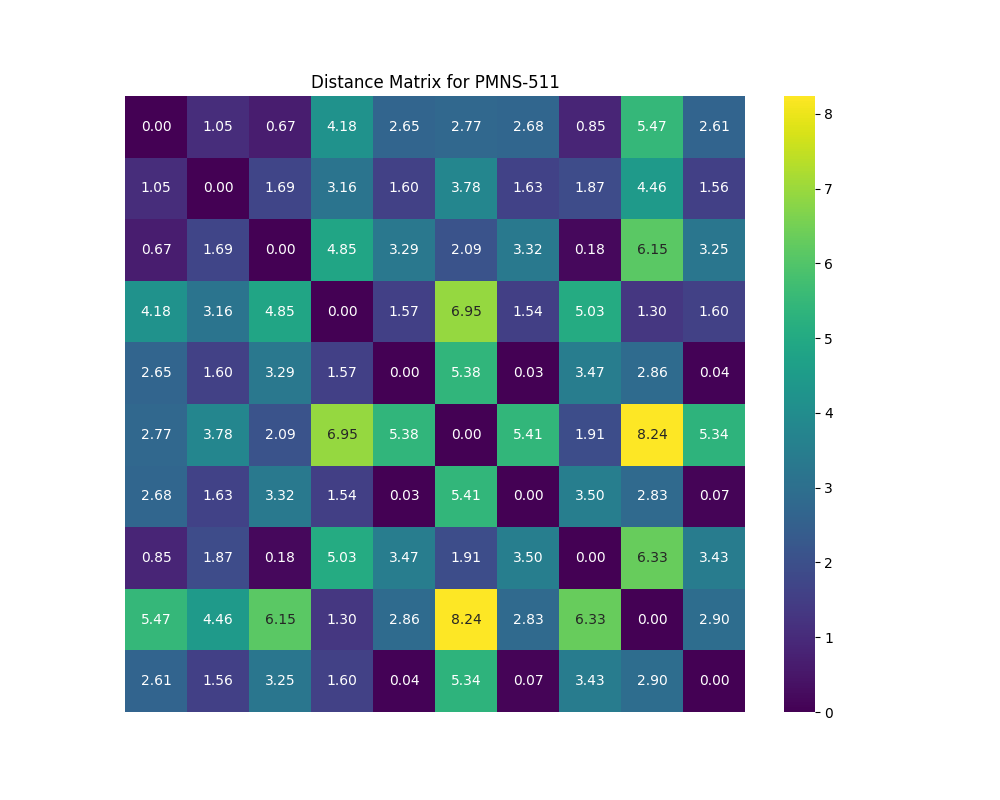 Distance Matrix for PMNS-511
0.00 1.05 0.67 4.18 2.65 2.77 2.68 0.85 5.47 2.61
1.05 0.00 1.69 3.16 1.60 3.78 1.63 1.87 4.46 1.56
0.67 1.69 0.00 4.85 3.29 2.09 3.32 0.18 6.15 3.25
4.18 3.16 4.85 0.00 1.57 6.95 1.54 5.03 1.30 1.60
2.65 1.60 3.29 1.57 0.00 5.38 0.03 3.47 2.86 0.04
2.77 3.78 2.09 6.95 5.38 0.00 5.41 1.91 8.24 5.34
2.68 1.63 3.32 1.54 0.03 5.41 0.00 3.50 2.83 0.07
0.85 1.87 0.18 5.03 3.47 1.91 3.50 0.00 6.33 3.43
5.47 4.46 6.15 1.30 2.86 8.24 2.83 6.33 0.00 2.90
2.61 1.56 3.25 1.60 0.04 5.34 0.07 3.43 2.90 0.00
8
7
6
5
4
3
2
1
0